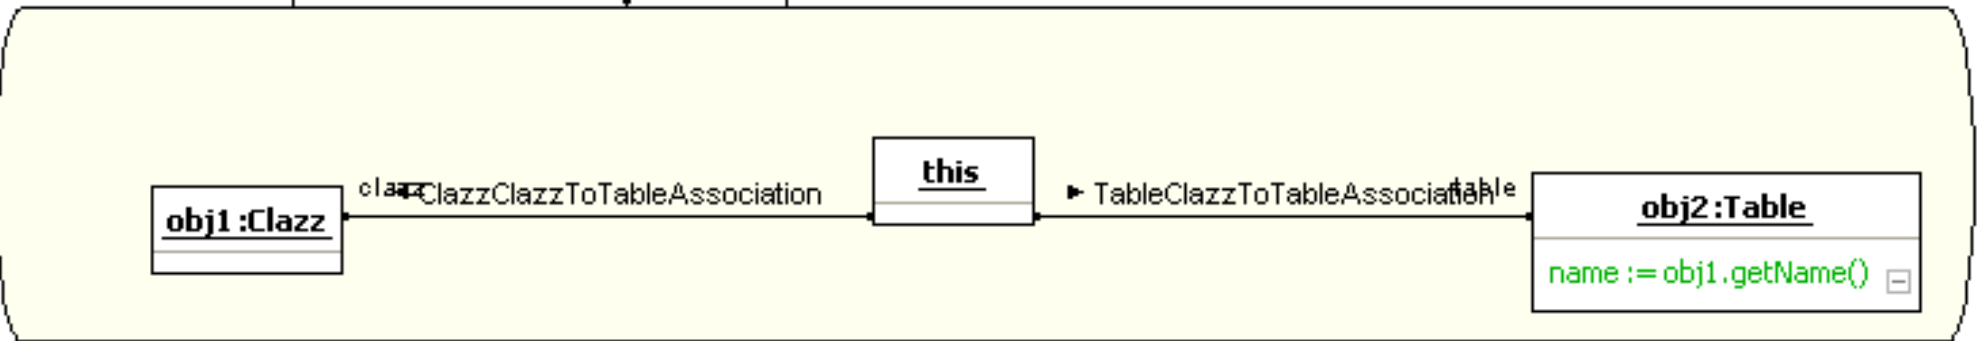 this
clazz
ClazzClazzToTableAssociation
TableClazzToTableAssociation
table
obj1:Clazz
obj2:Table
name := obj1.getName()